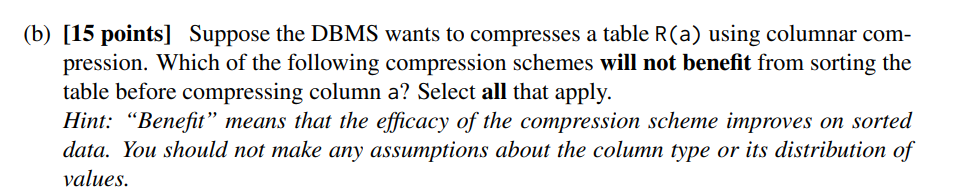 (b) [15 points] Suppose the DBMS wants to compresses a table R(a) using columnar com-
pression. Which of the following compression schemes will not benefit from sorting the
table before compressing column a? Select all that apply.
Hint: “Benefit” means that the efficacy of the compression scheme improves on sorted
data. You should not make any assumptions about the column type or its distribution of
values.